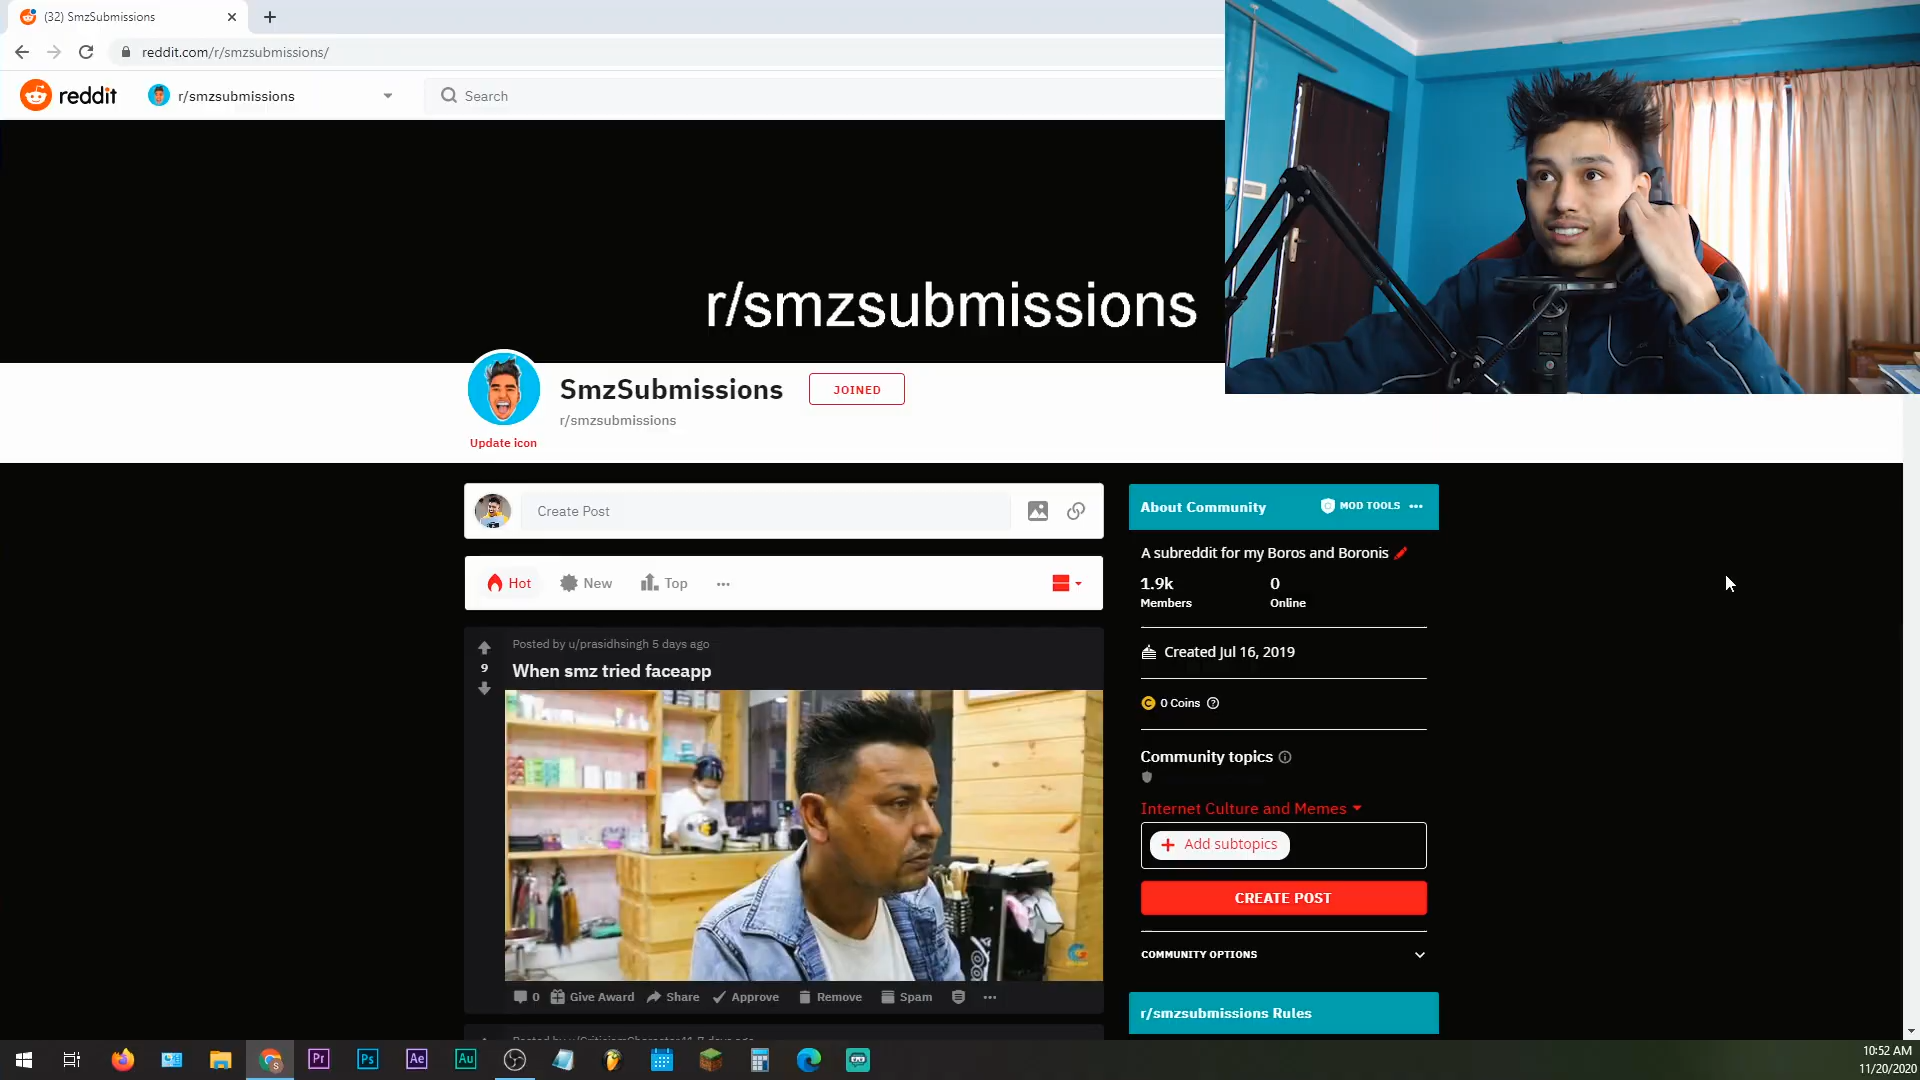 (32) SmzSubmissions
reddit.com/r/smzsubmissions/
reddit
r/smzsubmissions
Search
r/smzsubmissions
SmzSubmissions
JOINED
r/smzsubmissions
Update icon
Create Post
Hot
New
Top
Posted by u/prasidhsingh 5 days ago
9
When smz tried faceapp
0
Give Award
Share
Approve
Remove
Spam
About Community
MOD TOOLS
A subreddit for my Boros and Boronis
1.9k
0
Members
Online
Created Jul 16, 2019
0 Coins
Community topics
Internet Culture and Memes
+ Add subtopics
CREATE POST
COMMUNITY OPTIONS
r/smzsubmissions Rules
Pr
Ps
Ae
Au
10:52 AM
11/20/2020